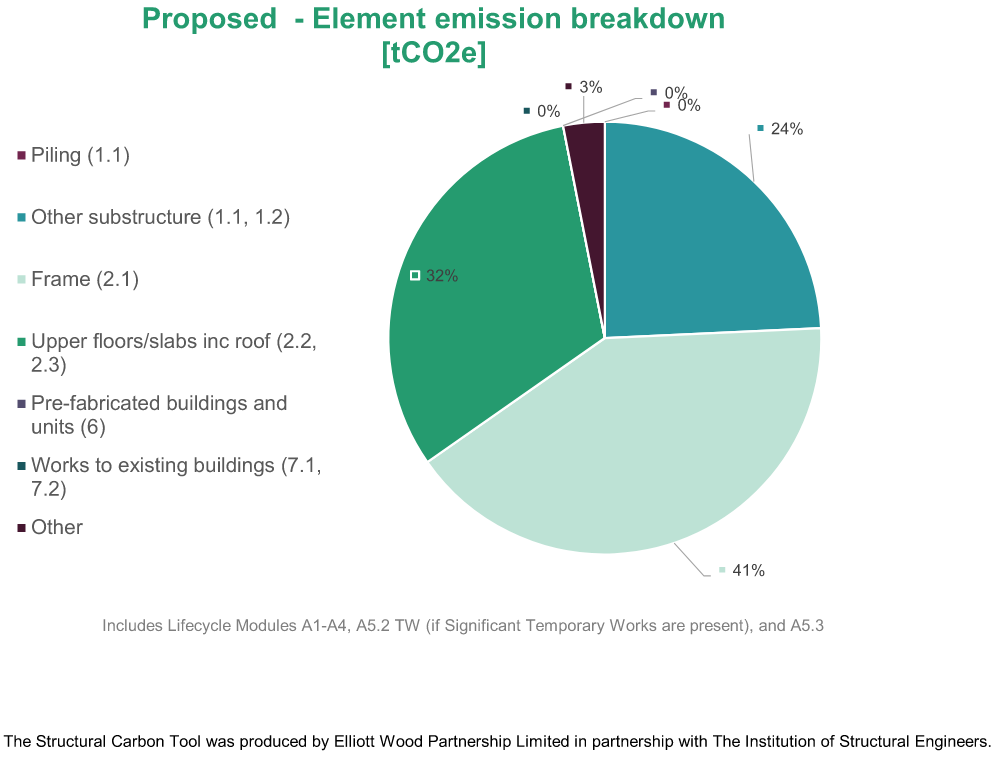 Proposed  - Element emission breakdown
[tCO2e]
3%
0%
0%
0%
24%
Piling (1.1)
Other substructure (1.1, 1.2)
Frame (2.1)
32%
Upper floors/slabs inc roof (2.2,
2.3)
Pre-fabricated buildings and
units (6)
Works to existing buildings (7.1,
7.2)
Other
41%
Includes Lifecycle Modules A1-A4, A5.2 TW (if Significant Temporary Works are present), and A5.3
The Structural Carbon Tool was produced by Elliott Wood Partnership Limited in partnership with The Institution of Structural Engineers.